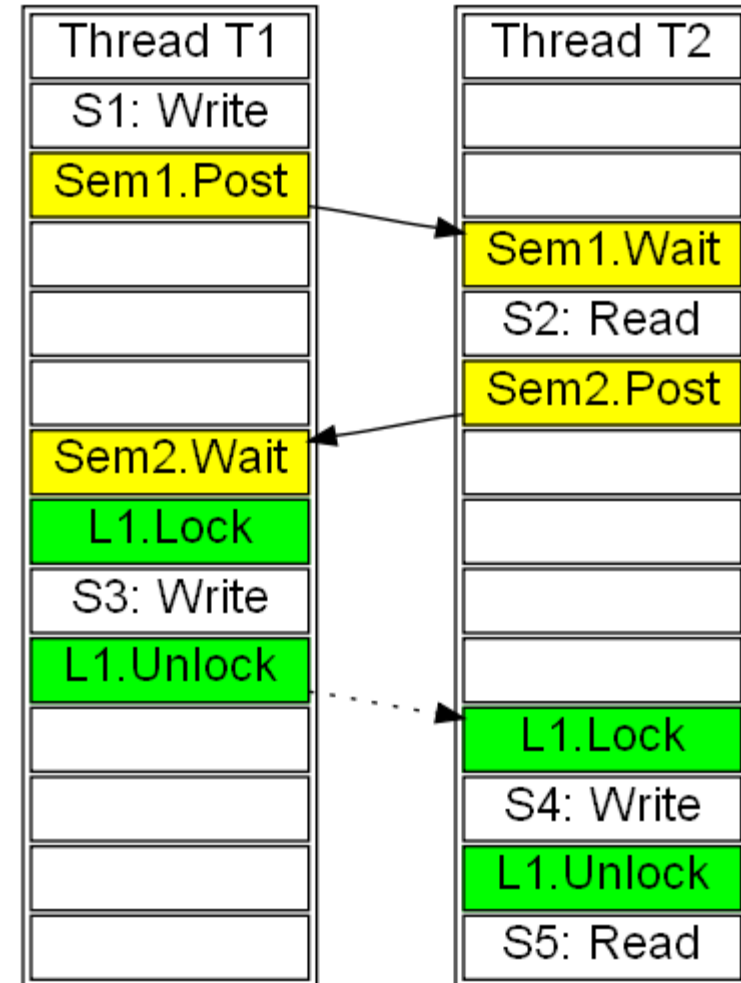 Thread T1
Thread T2
S1: Write
Sem1.Post
Sem1.Wait
S2: Read
Sem2.Post
Sem2.Wait
L1.Lock
S3: Write
L1.Unlock
L1.Lock
S4: Write
L1.Unlock
S5: Read